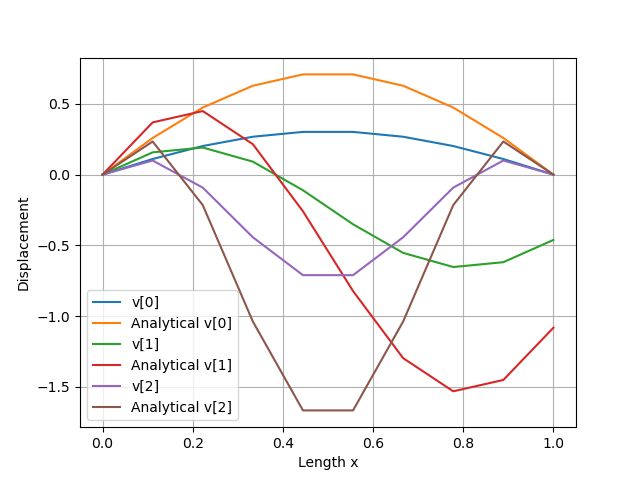 0.5
0.0
−0.5
−1.0
−1.5
Displacement
v[0]
Analytical v[0]
v[1]
Analytical v[1]
v[2]
Analytical v[2]
0.0 0.2 0.4 0.6 0.8 1.0
Length x